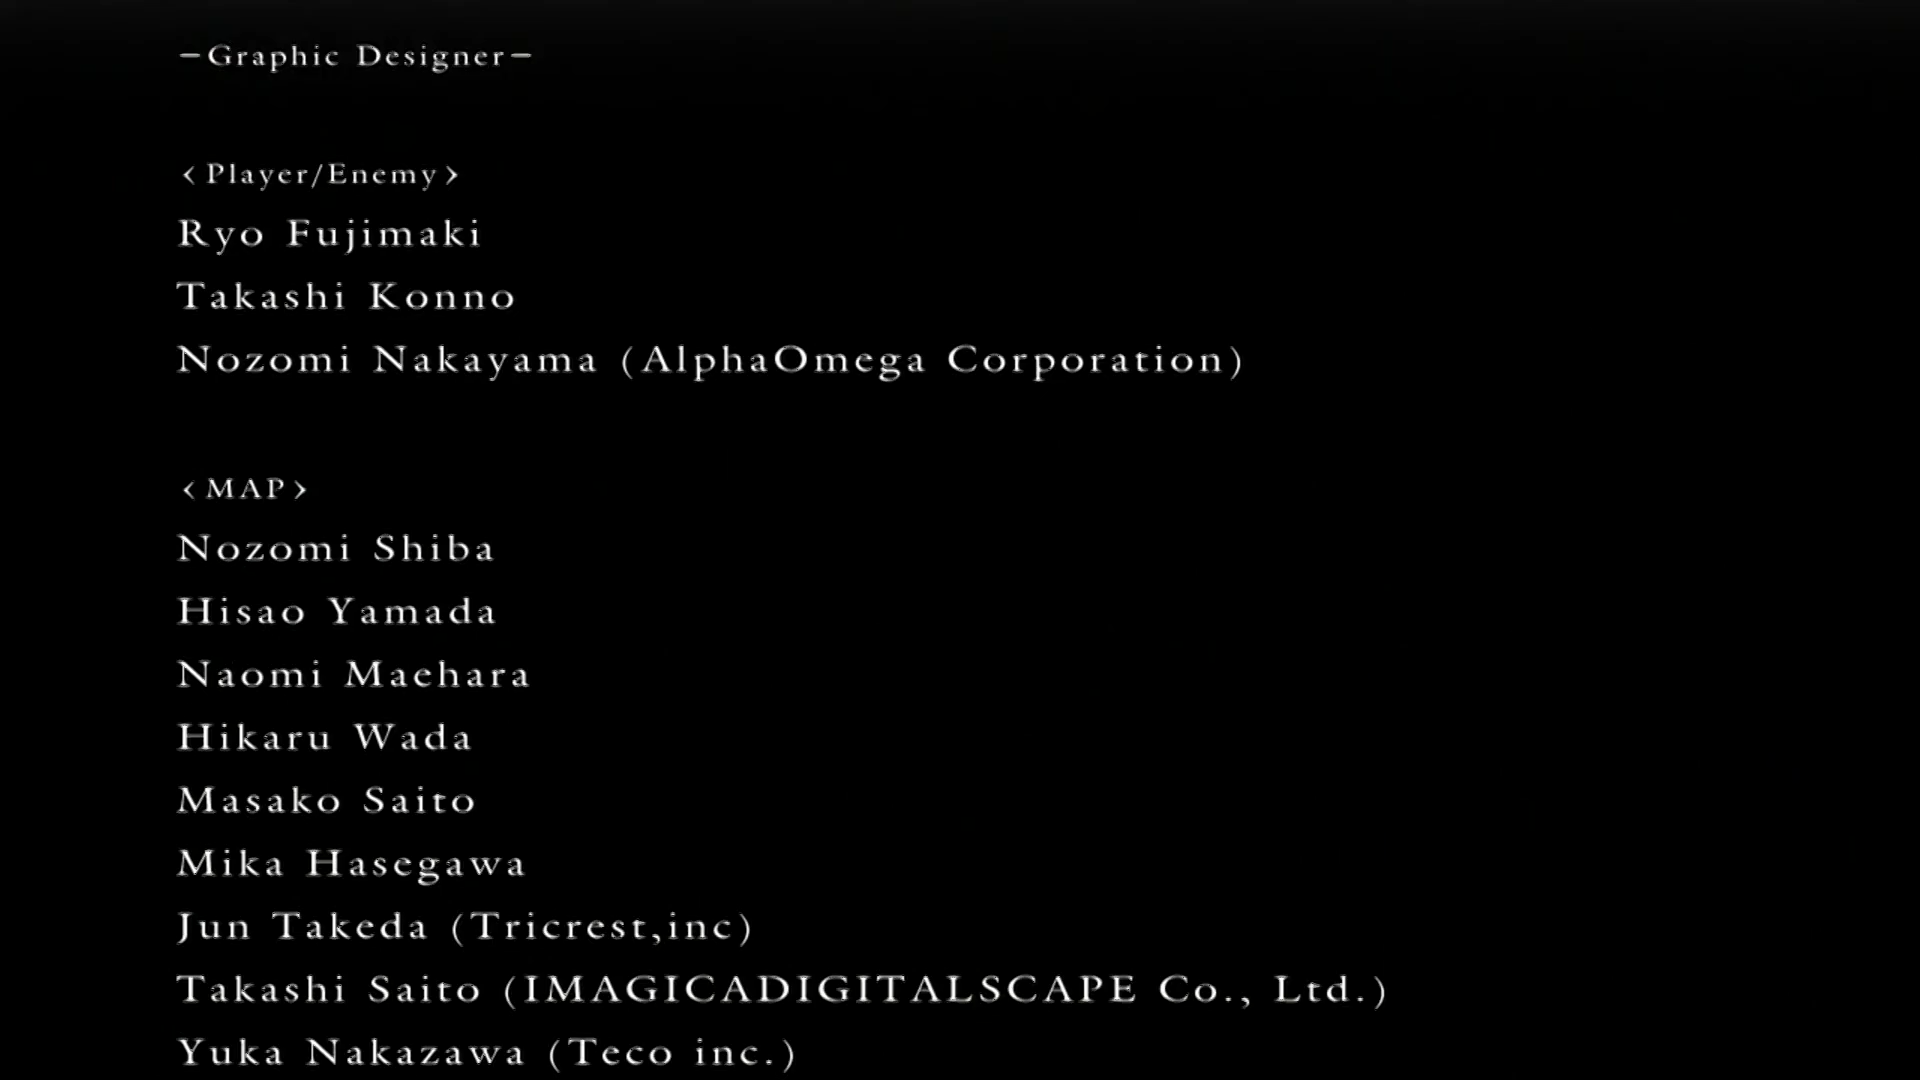 －Graphic Designer－
＜Player/Enemy＞
Ryo Fujimaki
Takashi Konno
Nozomi Nakayama (AlphaOmega Corporation)
＜MAP＞
Nozomi Shiba
Hisao Yamada
Naomi Maehara
Hikaru Wada
Masako Saito
Mika Hasegawa
Jun Takeda (Tricrest,inc)
Takashi Saito (IMAGICADIGITALSCAPE Co., Ltd.)
Yuka Nakazawa (Teco inc.)